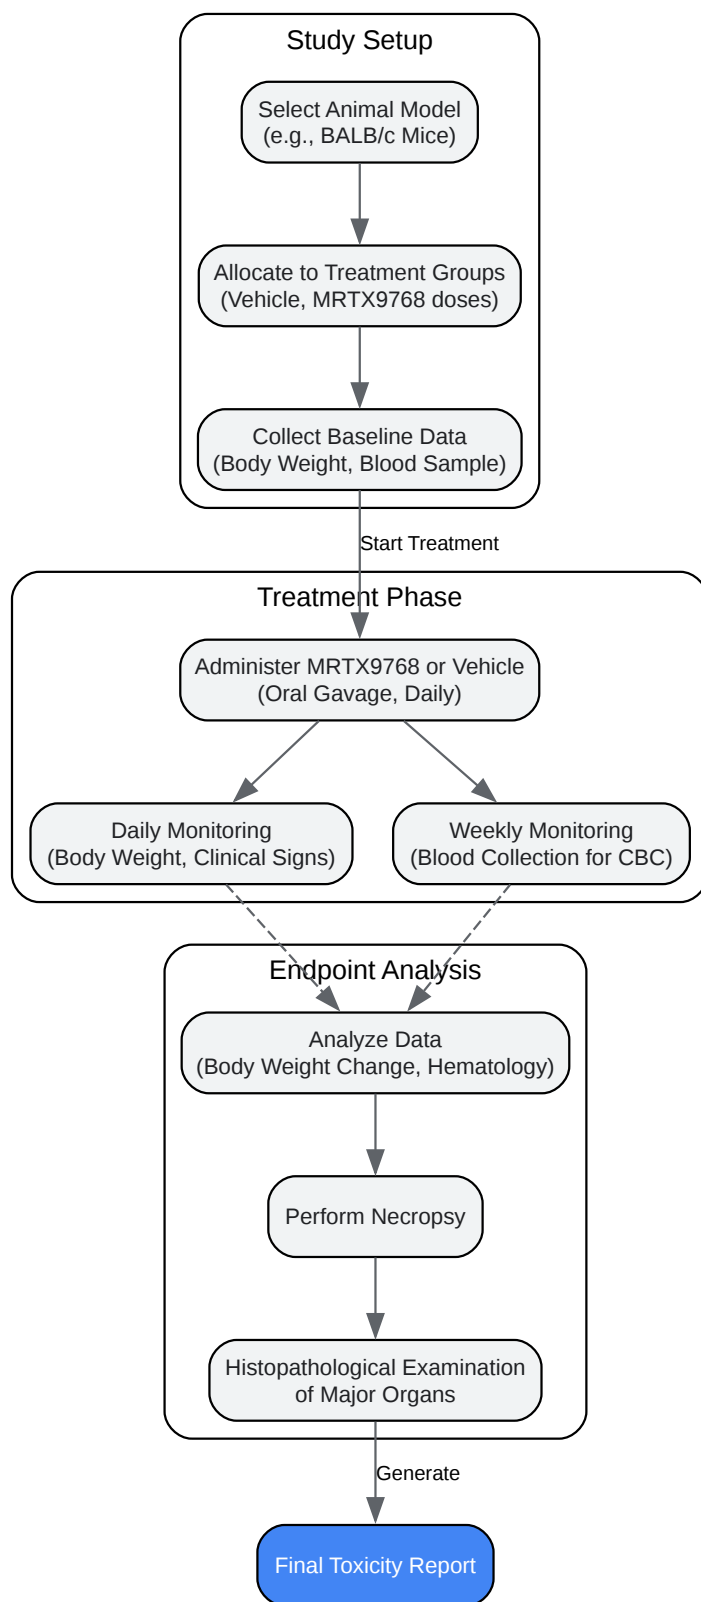 Study Setup
Select Animal Model
(e.g., BALB/c Mice)
Allocate to Treatment Groups
(Vehicle, MRTX9768 doses)
Collect Baseline Data
(Body Weight, Blood Sample)
Start Treatment
Treatment Phase
Administer MRTX9768 or Vehicle
(Oral Gavage, Daily)
Daily Monitoring
(Body Weight, Clinical Signs)
Weekly Monitoring
(Blood Collection for CBC)
Endpoint Analysis
Analyze Data
(Body Weight Change, Hematology)
Perform Necropsy
Histopathological Examination
of Major Organs
Generate
Final Toxicity Report